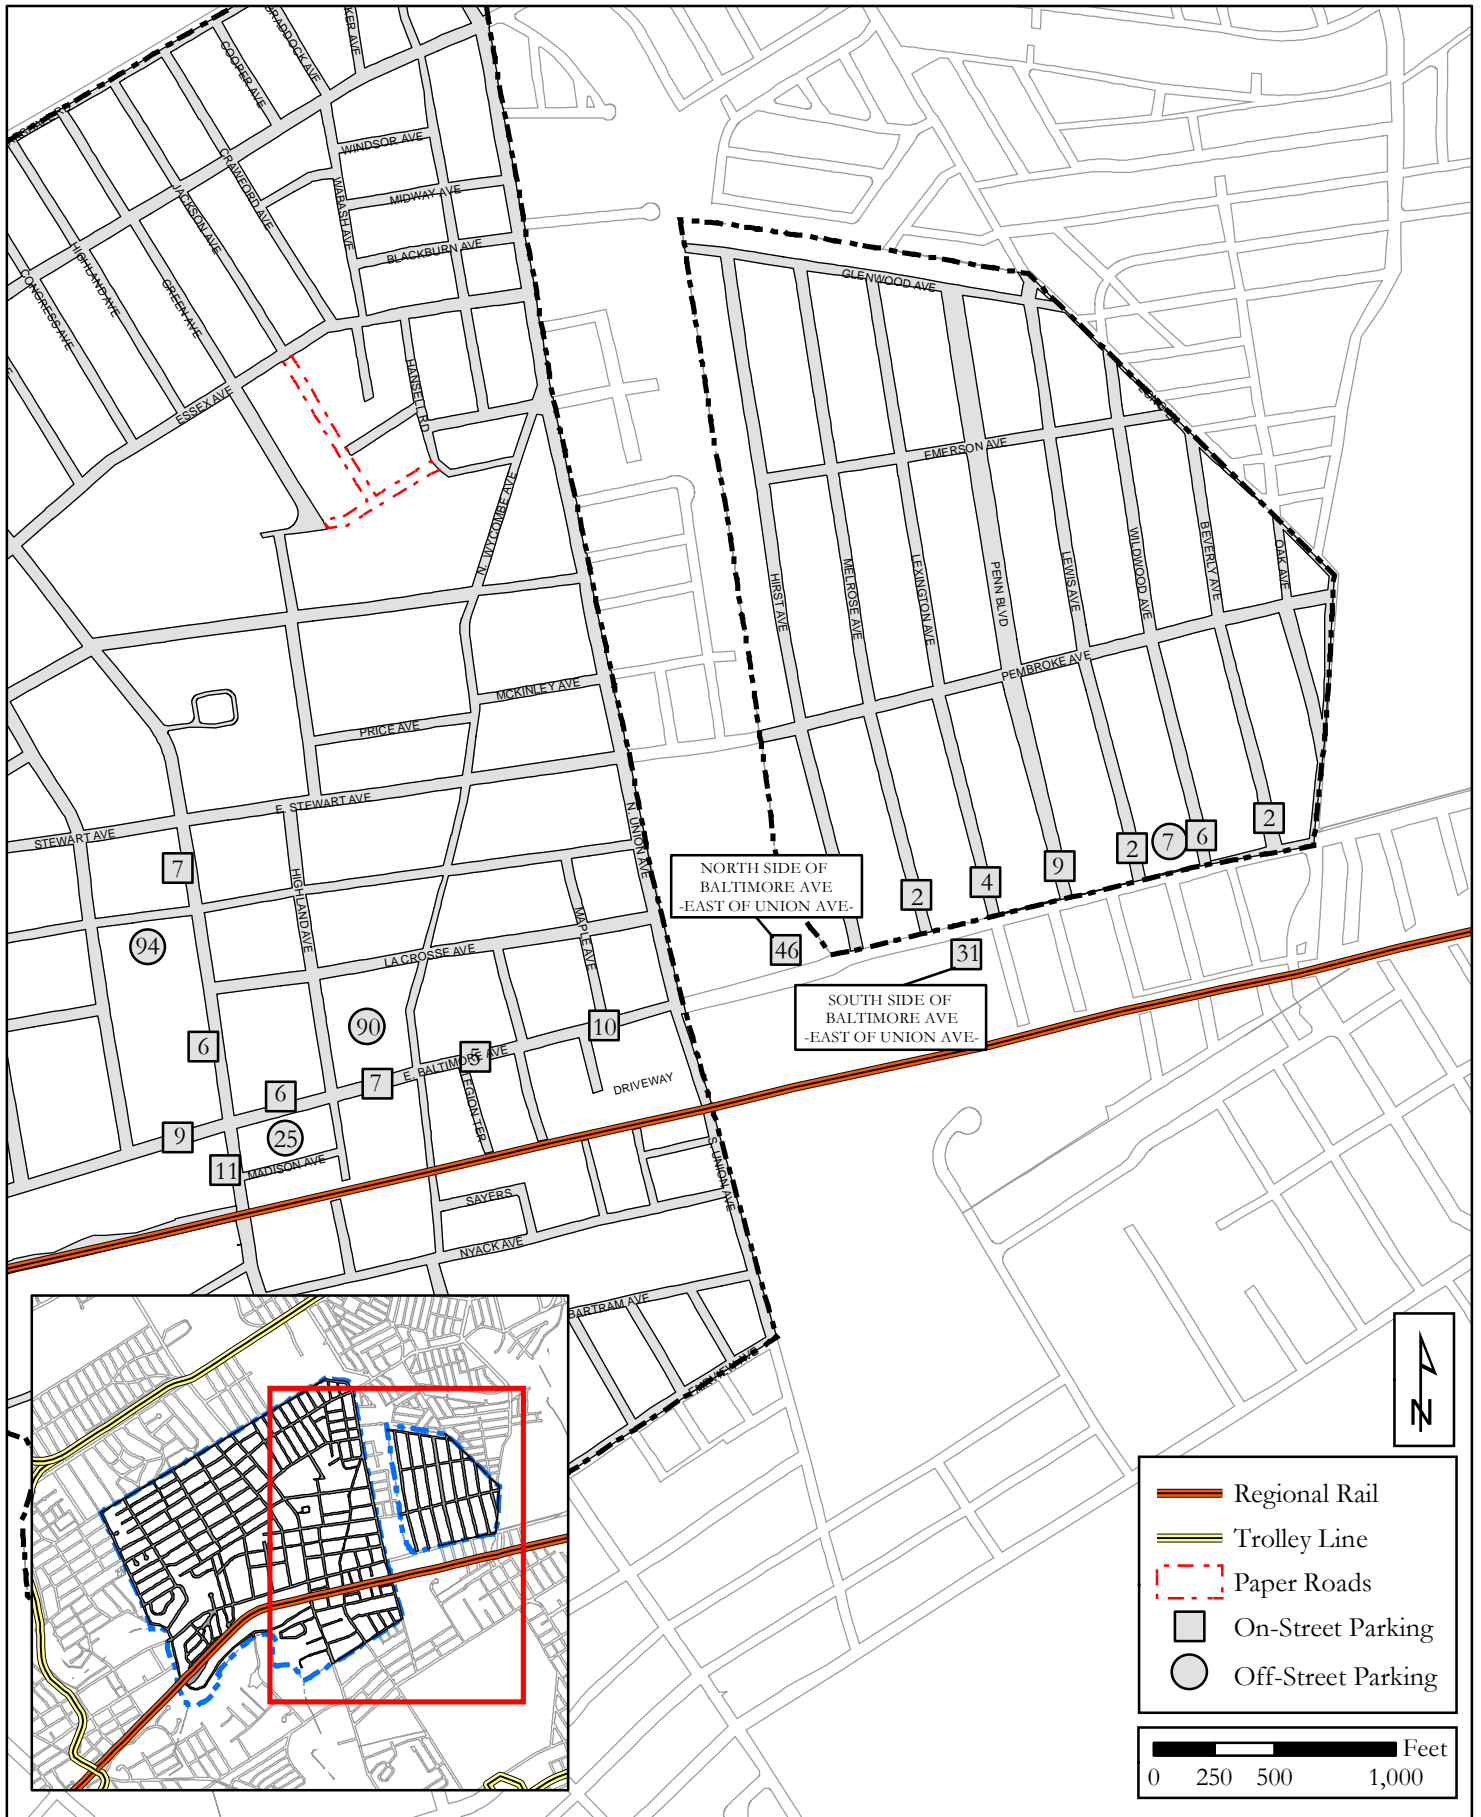 COOPER AVE
WINDSOR AVE
MIDWAY AVE
WABASH AVE
BLACKBURN AVE
CRAWFORD AVE
JACKSON AVE
HIGHLAND AVE
GREEN AVE
CONGRESS AVE
ESSEX AVE
HANSELL RD
N. WYCOMBE AVE
GLENWOOD AVE
EMERSON AVE
HIRST AVE
MELROSE AVE
LEXINGTON AVE
PENN BLVD
LEWIS AVE
WILDWOOD AVE
BEVERLY AVE
OAK AVE
PEMBROKE AVE
MCKINLEY AVE
PRICE AVE
E. STEWART AVE
STEWART AVE
N. UNION AVE
HIGHLAND AVE
MAPLE AVE
LA CROSSE AVE
7
94
6
90
10
5
E. BALTIMORE AVE
7
6
9
25
11
MADISON AVE
LEGION TER
DRIVEWAY
SAYERS
NYACK AVE
S. UNION AVE
BARTRAM AVE
NORTH SIDE OF
BALTIMORE AVE
-EAST OF UNION AVE-
46
2
4
9
2
7
6
2
31
SOUTH SIDE OF
BALTIMORE AVE
-EAST OF UNION AVE-
N
Regional Rail
Trolley Line
Paper Roads
On-Street Parking
Off-Street Parking
Feet
0 250 500 1,000